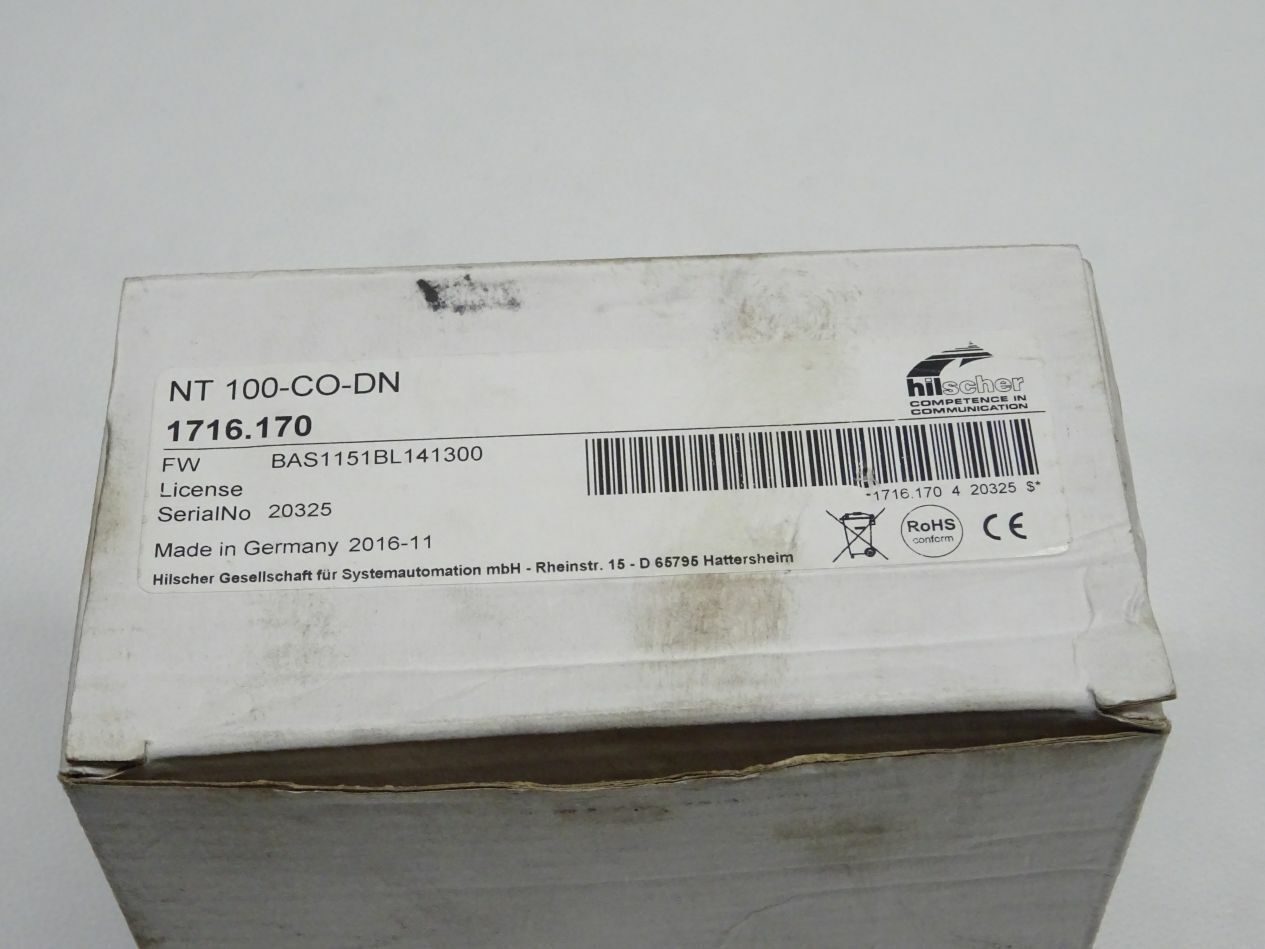 NT 100-CO-DN
hilscher
COMPETENCE IN
COMMUNICATION
1716.170
FW BAS1151BL141300
License
*1716.170 4 20325 $*
SerialNo 20325
RoHS
conform
CE
Made in Germany 2016-11
Hilscher Gesellschaft für Systemautomation mbH - Rheinstr. 15 - D 65795 Hattersheim